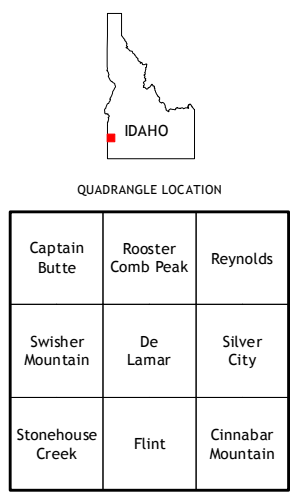 IDAHO
QUADRANGLE LOCATION
Captain
Butte
Rooster
Comb Peak
Reynolds
Swisher
Mountain
De
Lamar
Silver
City
Stonehouse
Creek
Flint
Cinnabar
Mountain